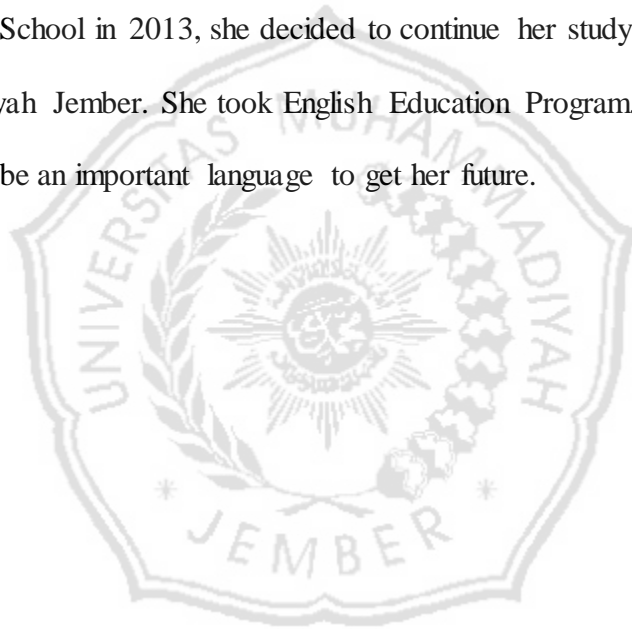 School in 2013, she decided to continue her study
yah Jember. She took English Education Program
be an important language to get her future.
UNIVERSITAS MUHAMMADIYAH
JEMBER